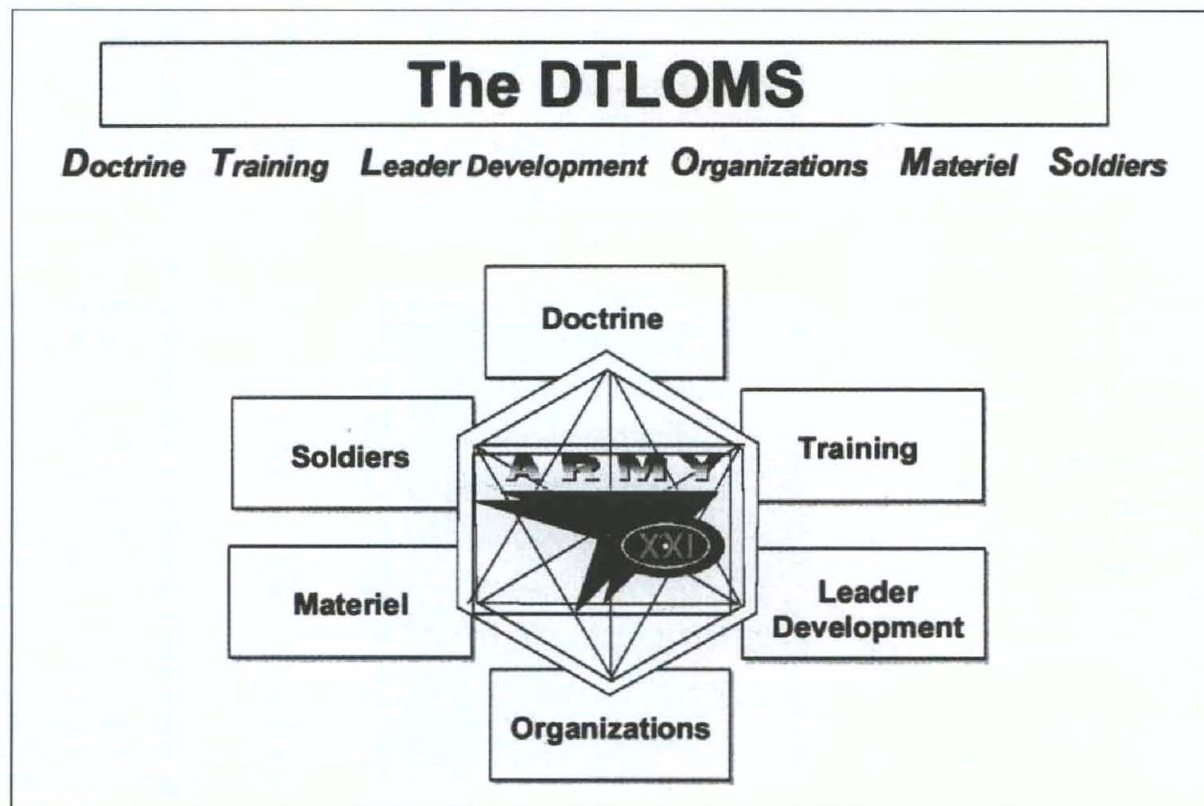 The DTLOMS
Doctrine Training Leader Development Organizations Materiel Soldiers
Doctrine
Soldiers
Training
ARMY
XXI
Materiel
Leader
Development
Organizations